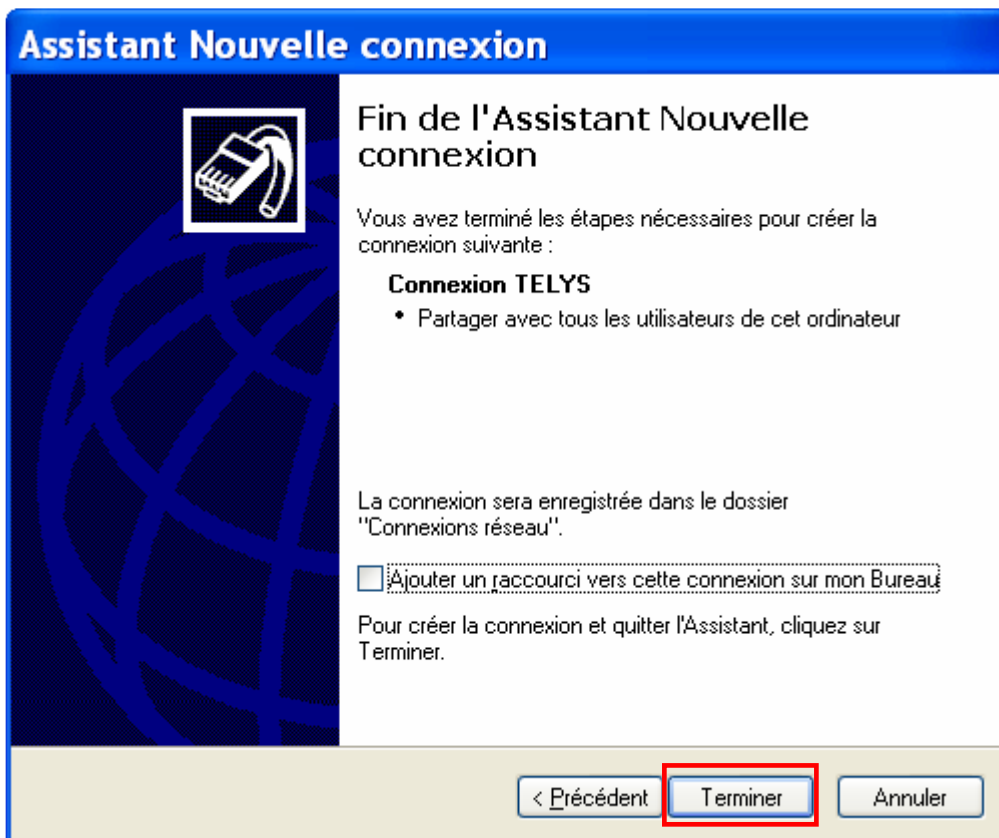 Assistant Nouvelle connexion
Fin de l'Assistant Nouvelle
connexion
Vous avez terminé les étapes nécessaires pour créer la
connexion suivante :
Connexion TELYS
• Partager avec tous les utilisateurs de cet ordinateur
La connexion sera enregistrée dans le dossier
"Connexions réseau".
Ajouter un raccourci vers cette connexion sur mon Bureau
Pour créer la connexion et quitter l'Assistant, cliquez sur
Terminer.
< Précédent Terminer Annuler